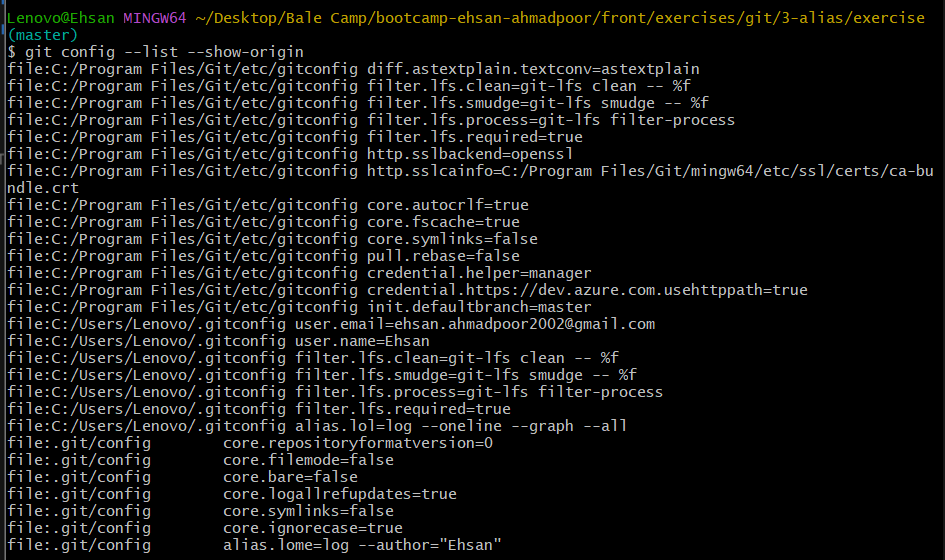 Lenovo@Ehsan MINGW64 ~/Desktop/Bale Camp/bootcamp-ehsan-ahmadpoor/front/exercises/git/3-alias/exercise
(master)
$ git config --list --show-origin
file:C:/Program Files/Git/etc/gitconfig diff.astextplain.textconv=astextplain
file:C:/Program Files/Git/etc/gitconfig filter.lfs.clean=git-lfs clean -- %f
file:C:/Program Files/Git/etc/gitconfig filter.lfs.smudge=git-lfs smudge -- %f
file:C:/Program Files/Git/etc/gitconfig filter.lfs.process=git-lfs filter-process
file:C:/Program Files/Git/etc/gitconfig filter.lfs.required=true
file:C:/Program Files/Git/etc/gitconfig http.sslbackend=openssl
file:C:/Program Files/Git/etc/gitconfig http.sslcainfo=C:/Program Files/Git/mingw64/etc/ssl/certs/ca-bu
ndle.crt
file:C:/Program Files/Git/etc/gitconfig core.autocrlf=true
file:C:/Program Files/Git/etc/gitconfig core.fscache=true
file:C:/Program Files/Git/etc/gitconfig core.symlinks=false
file:C:/Program Files/Git/etc/gitconfig pull.rebase=false
file:C:/Program Files/Git/etc/gitconfig credential.helper=manager
file:C:/Program Files/Git/etc/gitconfig credential.https://dev.azure.com.usehttppath=true
file:C:/Program Files/Git/etc/gitconfig init.defaultbranch=master
file:C:/Users/Lenovo/.gitconfig user.email=ehsan.ahmadpoor2002@gmail.com
file:C:/Users/Lenovo/.gitconfig user.name=Ehsan
file:C:/Users/Lenovo/.gitconfig filter.lfs.clean=git-lfs clean -- %f
file:C:/Users/Lenovo/.gitconfig filter.lfs.smudge=git-lfs smudge -- %f
file:C:/Users/Lenovo/.gitconfig filter.lfs.process=git-lfs filter-process
file:C:/Users/Lenovo/.gitconfig filter.lfs.required=true
file:C:/Users/Lenovo/.gitconfig alias.lol=log --oneline --graph --all
file:.git/config        core.repositoryformatversion=0
file:.git/config        core.filemode=false
file:.git/config        core.bare=false
file:.git/config        core.logallrefupdates=true
file:.git/config        core.symlinks=false
file:.git/config        core.ignorecase=true
file:.git/config        alias.lome=log --author="Ehsan"